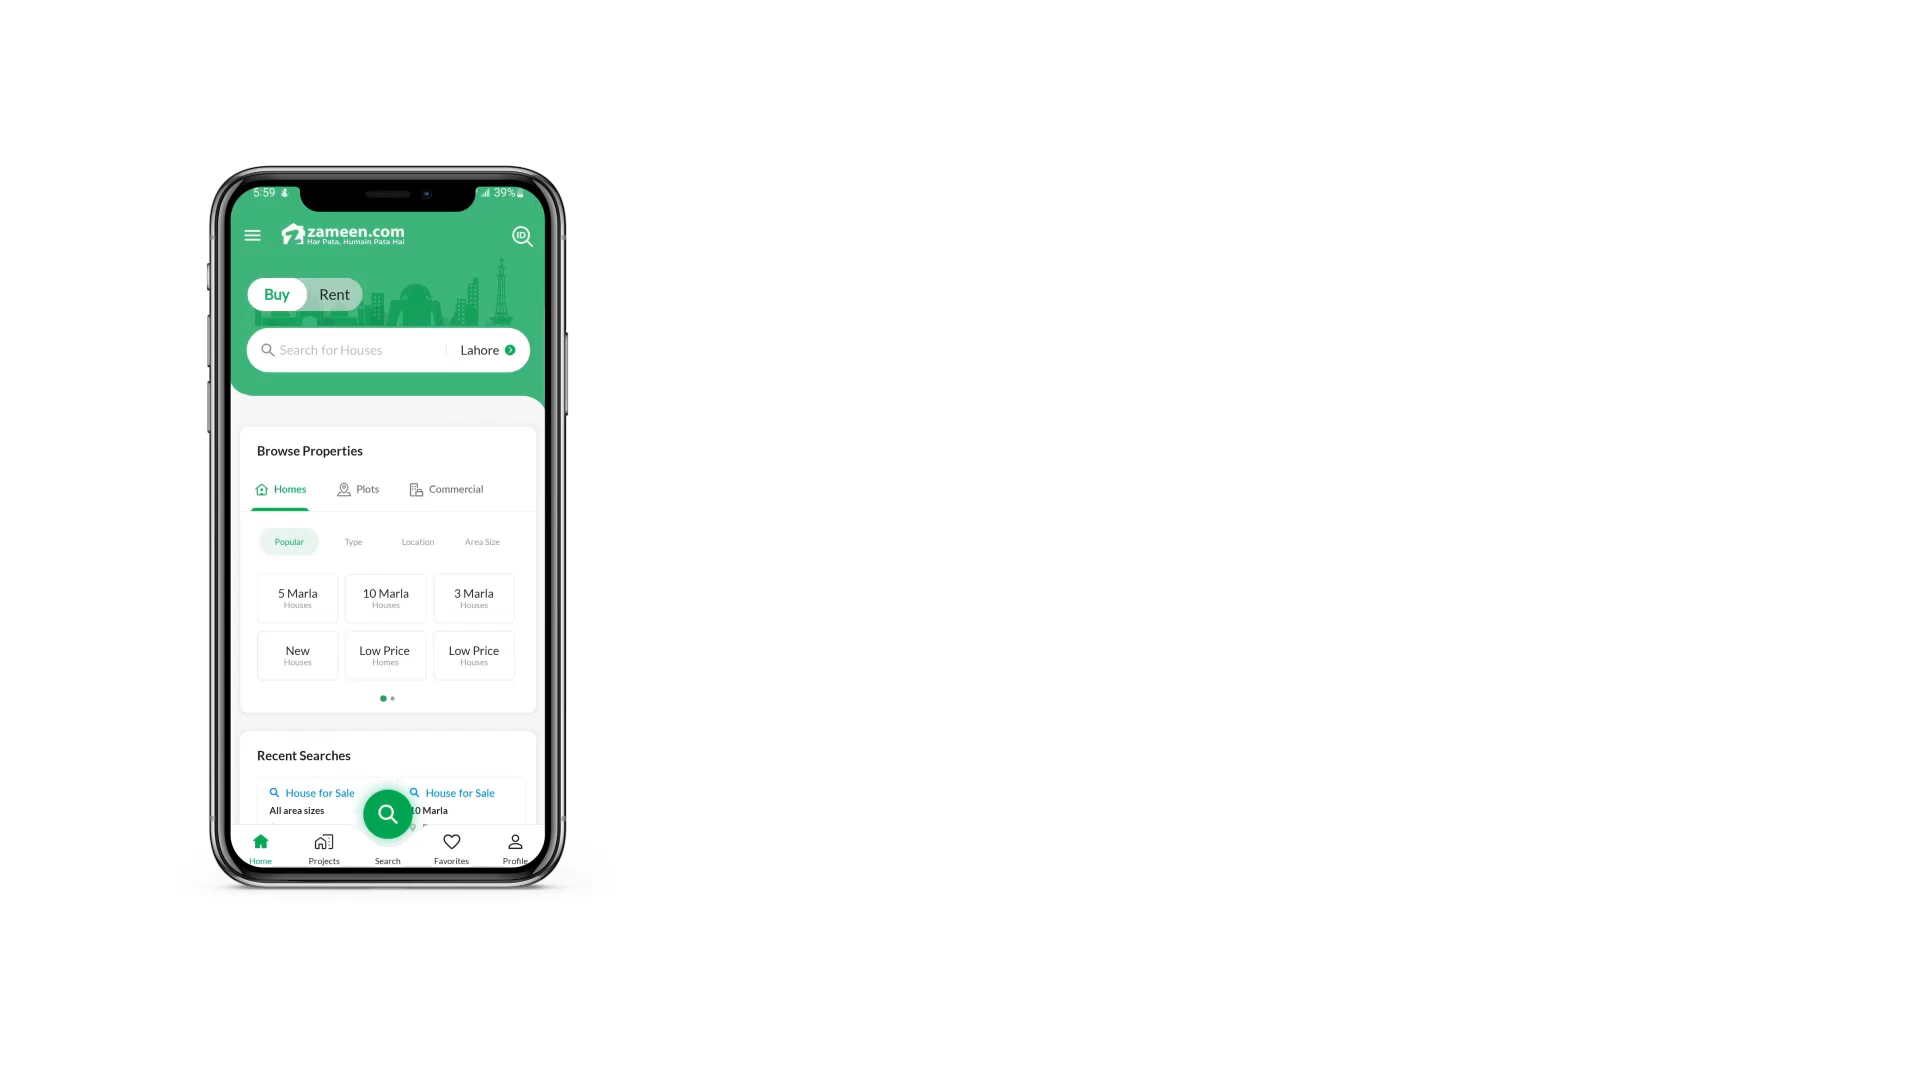 5:59 39%
zameen.com
Har Pata, Humain Pata Hai
ID
Buy Rent
Search for Houses Lahore
Browse Properties
Homes Plots Commercial
Popular Type Location Area Size
5 Marla 10 Marla 3 Marla
Houses Houses Houses
New Low Price Low Price
Houses Homes Houses
Recent Searches
House for Sale House for Sale
All area sizes 10 Marla
Home Projects Search Favorites Profile